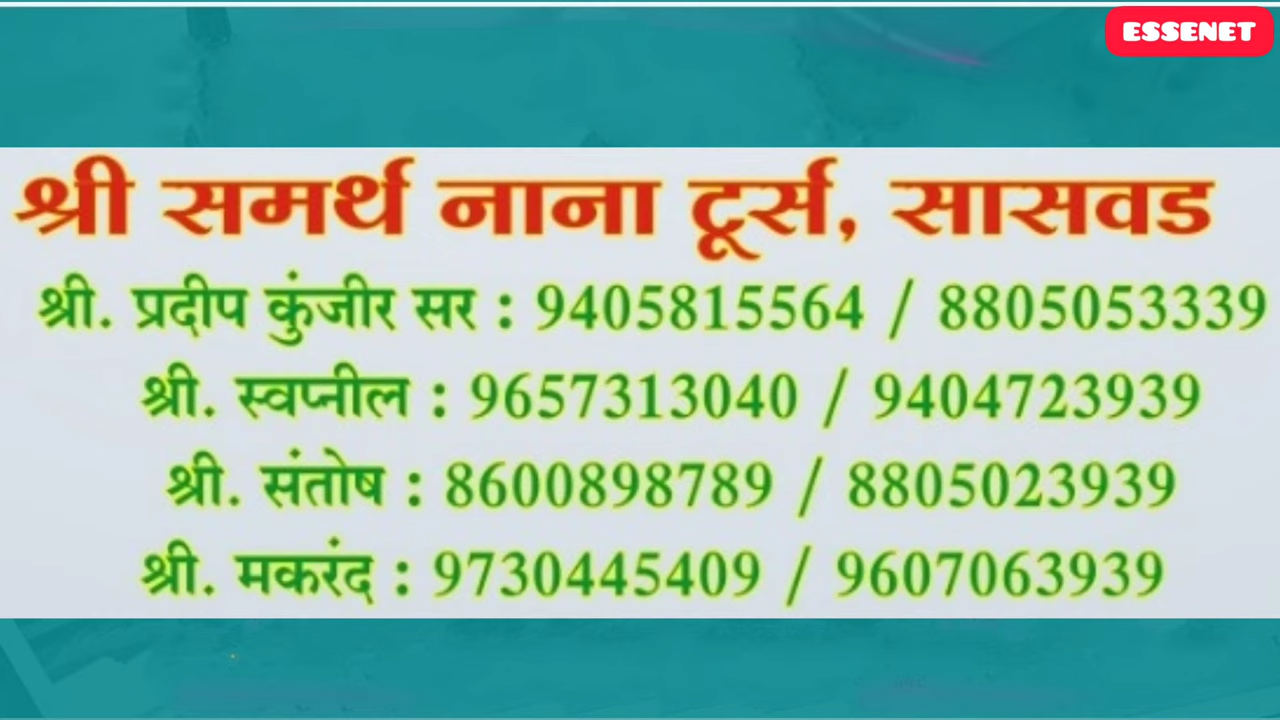 ESSENET
श्री समर्थ नाना टूर्स, सासवड
श्री. प्रदीप कुंजीर सर : 9405815564 / 8805053339
श्री. स्वप्नील : 9657313040 / 9404723939
श्री. संतोष : 8600898789 / 8805023939
श्री. मकरंद : 9730445409 / 9607063939